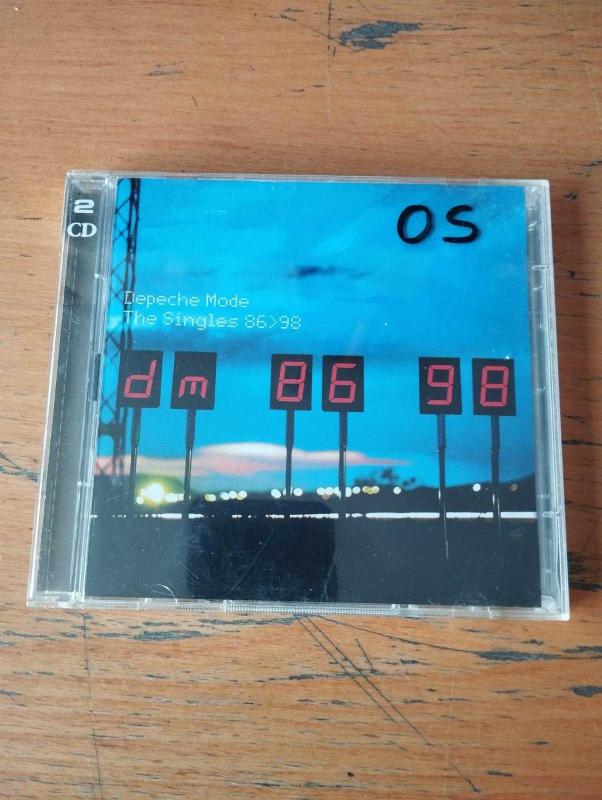 2
CD
OS
Depeche Mode
The Singles 86>98
dm 86 98